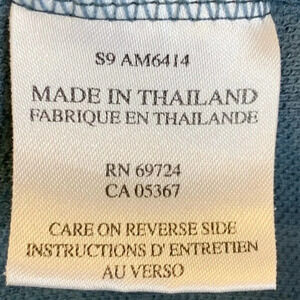 S9 AM6414
MADE IN THAILAND
FABRIQUE EN THAILANDE
RN 69724
CA 05367
CARE ON REVERSE SIDE
INSTRUCTIONS D' ENTRETIEN
AU VERSO